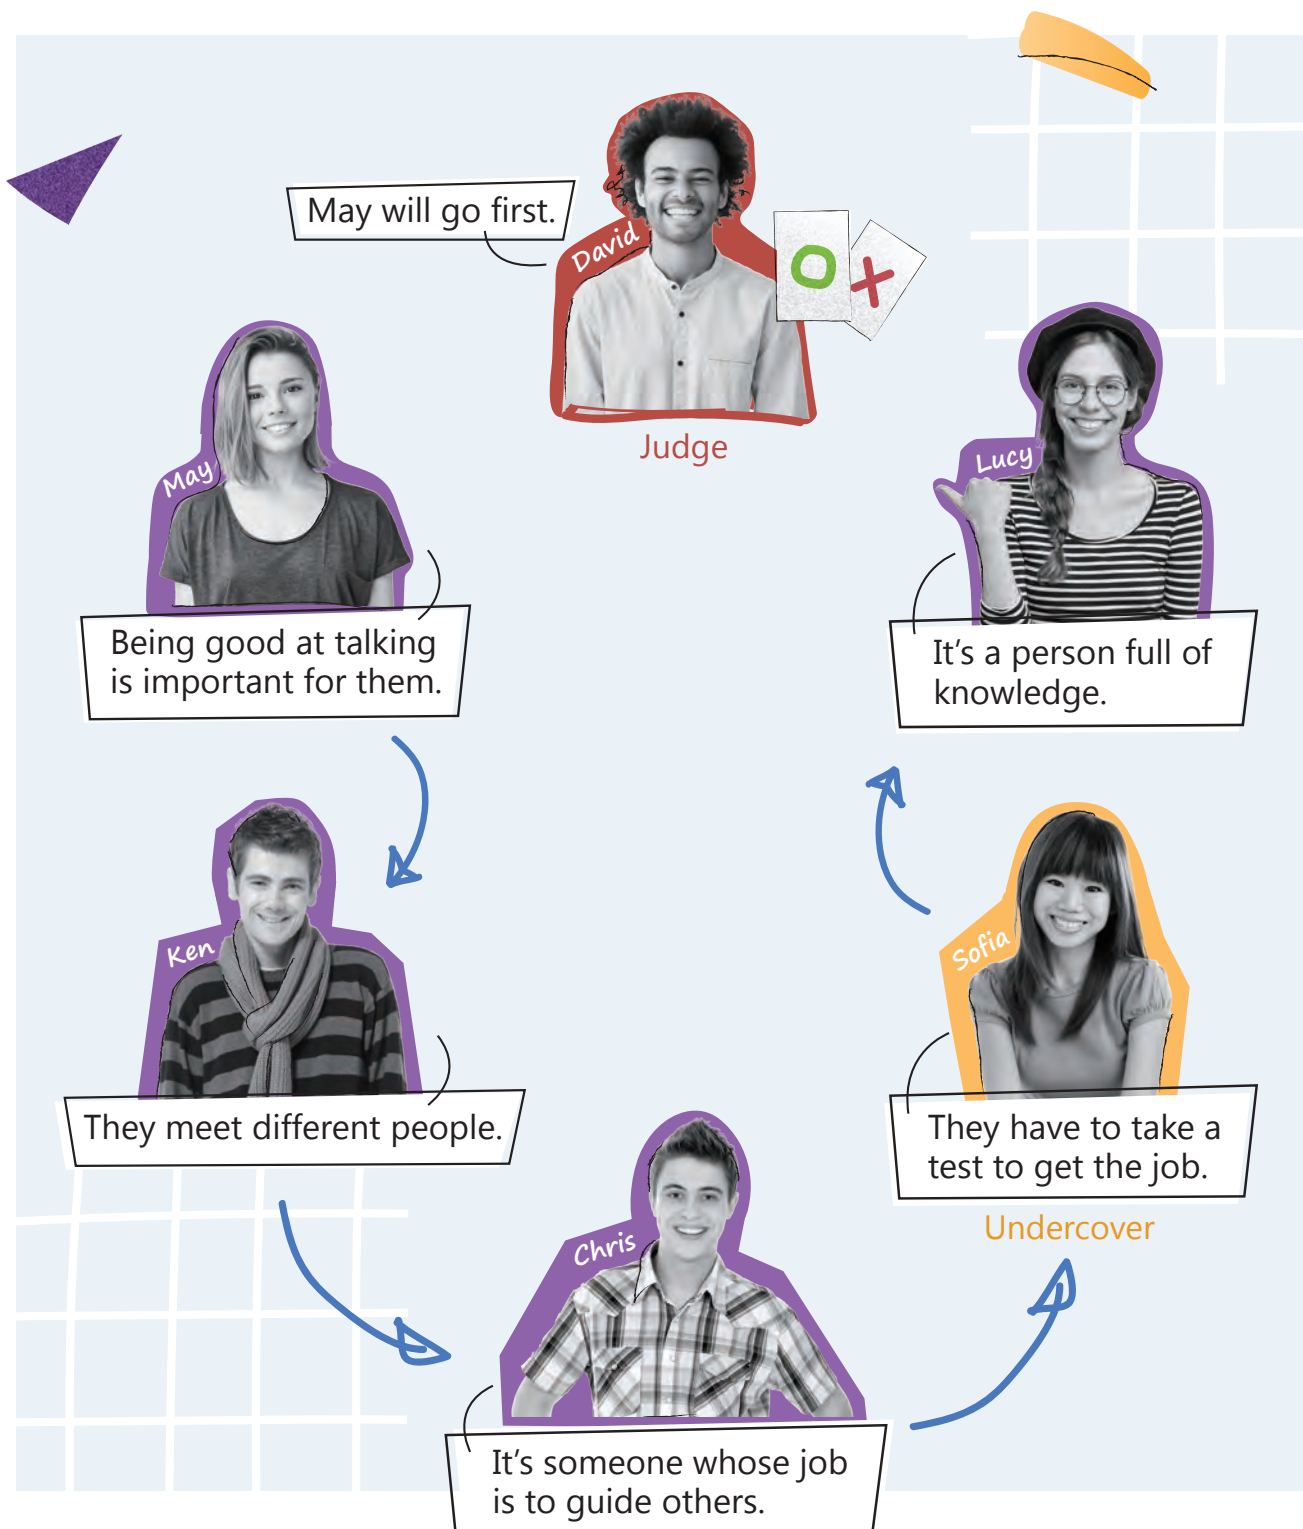 May will go first.
David
O X
Judge
May
Being good at talking
is important for them.
Ken
They meet different people.
Chris
It's someone whose job
is to guide others.
Sofia
They have to take a
test to get the job.
Undercover
Lucy
It's a person full of
knowledge.